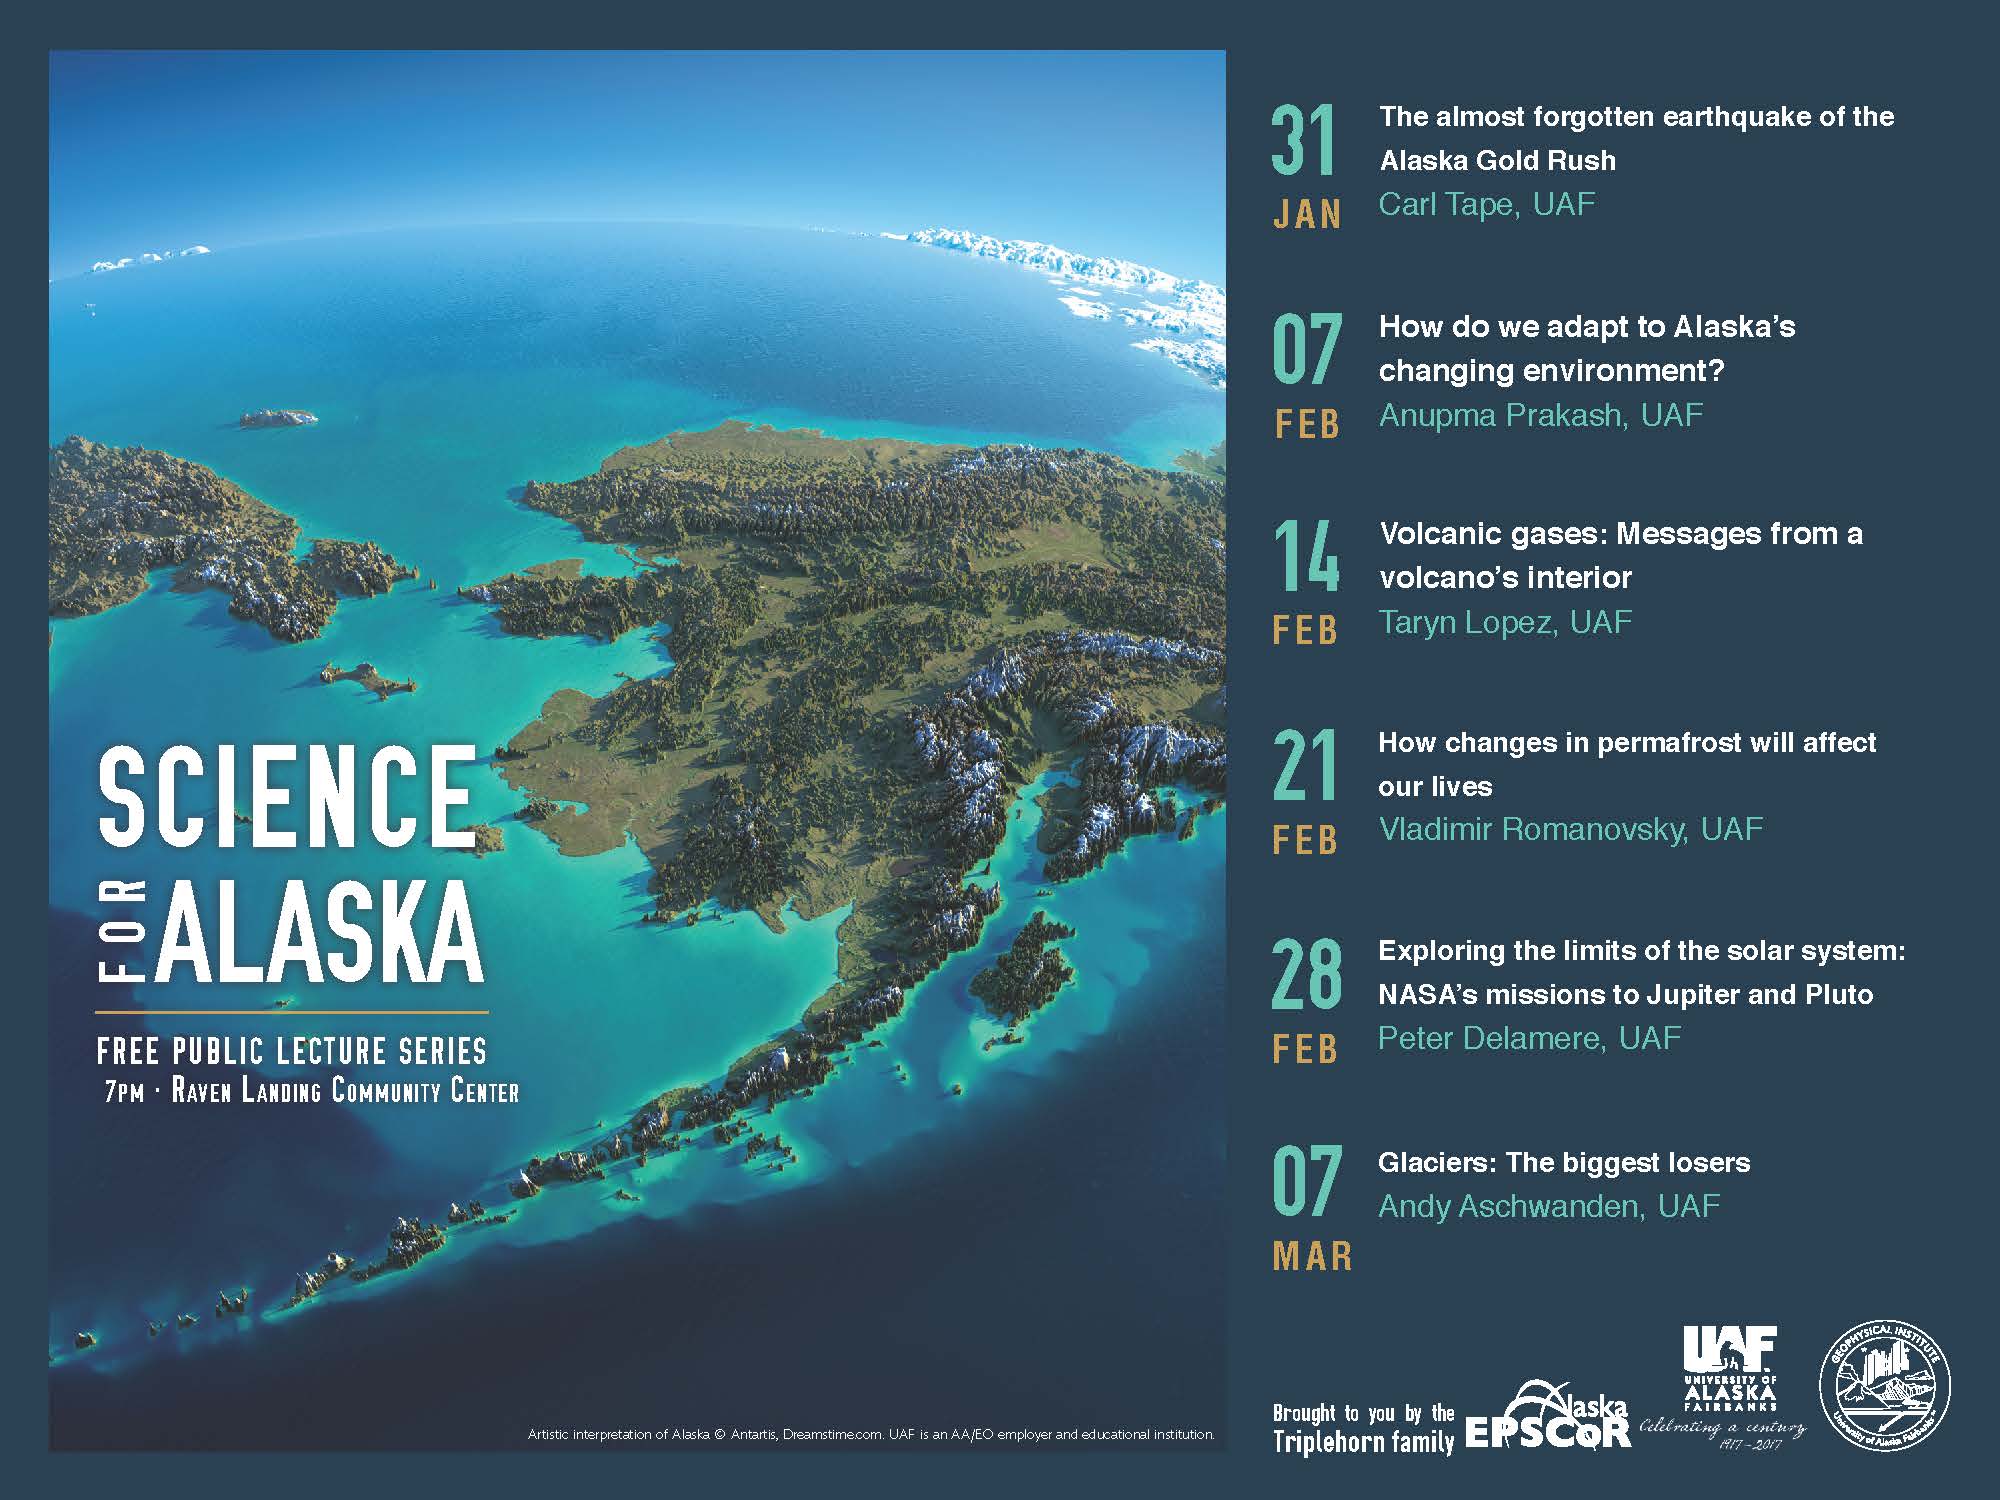 SCIENCE
FOR ALASKA
FREE PUBLIC LECTURE SERIES
7PM · RAVEN LANDING COMMUNITY CENTER
Artistic interpretation of Alaska © Antartis, Dreamstime.com. UAF is an AA/EO employer and educational institution.
31
JAN
The almost forgotten earthquake of the
Alaska Gold Rush
Carl Tape, UAF
07
FEB
How do we adapt to Alaska’s
changing environment?
Anupma Prakash, UAF
14
FEB
Volcanic gases: Messages from a
volcano’s interior
Taryn Lopez, UAF
21
FEB
How changes in permafrost will affect
our lives
Vladimir Romanovsky, UAF
28
FEB
Exploring the limits of the solar system:
NASA’s missions to Jupiter and Pluto
Peter Delamere, UAF
07
MAR
Glaciers: The biggest losers
Andy Aschwanden, UAF
Brought to you by the
Triplehorn family
Alaska
EPSCoR
UAF
UNIVERSITY OF
ALASKA
FAIRBANKS
Celebrating a century
1917–2017
GEOPHYSICAL INSTITUTE
University of Alaska Fairbanks